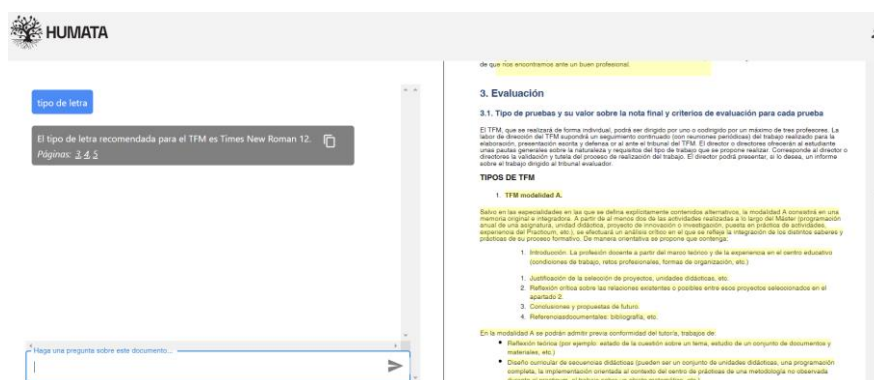 HUMATA
tipo de letra
El tipo de letra recomendada para el TFM es Times New Roman 12.
Páginas: 3 4 5
Haga una pregunta sobre este documento...
de que nos encontramos ante un buen profesional.
3. Evaluación
3.1. Tipo de pruebas y su valor sobre la nota final y criterios de evaluación para cada prueba
El TFM, que se realizará de forma individual, podrá ser dirigido por uno o codirigido por un máximo de tres profesores. La
labor de dirección del TFM supondrá un seguimiento continuado (con reuniones periódicas) del trabajo realizado para la
elaboración, presentación escrita y defensa oral ante el tribunal del TFM. El director o directores ofrecerán al estudiante
unas pautas generales sobre la naturaleza y requisitos del tipo de trabajo que se propone realizar. Corresponde al director o
directores la validación y tutela del proceso de realización del trabajo. El director podrá presentar, si lo desea, un informe
sobre el trabajo dirigido al tribunal evaluador.
TIPOS DE TFM
1. TFM modalidad A.
Salvo en las especialidades en las que se defina explícitamente contenidos alternativos, la modalidad A consistirá en una
memoria original e integradora. A partir de al menos dos de las actividades realizadas a lo largo del Máster (programación
anual de una asignatura, unidad didáctica, proyecto de innovación o investigación, puesta en práctica de actividades,
experiencia del Practicum, etc.), se efectuará un análisis crítico en el que se refleje la integración de los distintos saberes y
prácticas de su proceso formativo. De manera orientativa se propone que contenga:
1. Introducción: La profesión docente a partir del marco teórico y de la experiencia en el centro educativo
(condiciones de trabajo, retos profesionales, formas de organización, etc.)
1. Justificación de la selección de proyectos, unidades didácticas, etc.
2. Reflexión crítica sobre las relaciones existentes o posibles entre esos proyectos seleccionados en el
apartado 2.
3. Conclusiones y propuestas de futuro.
4. Referenciasdocumentales: bibliografía, etc.
En la modalidad A se podrán admitir previa conformidad del tutor/a, trabajos de:
• Reflexión teórica (por ejemplo: estado de la cuestión sobre un tema, estudio de un conjunto de documentos y
materiales, etc.)
• Diseño curricular de secuencias didácticas (pueden ser un conjunto de unidades didácticas, una programación
completa, la implementación orientada al contexto del centro de prácticas de una metodología no observada